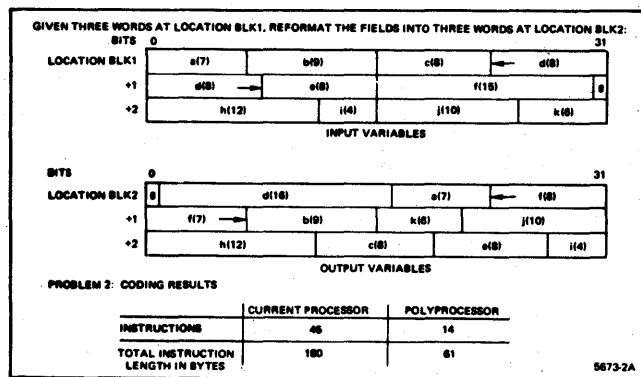 GIVEN THREE WORDS AT LOCATION BLK1, REFORMAT THE FIELDS INTO THREE WORDS AT LOCATION BLK2:
BITS 0 31
LOCATION BLK1 a(7) b(9) c(8) d(8)
+1 d(8) e(8) f(15) g
+2 h(12) i(4) j(10) k(6)
INPUT VARIABLES
BITS 0 31
LOCATION BLK2 g d(16) a(7) f(8)
+1 f(7) b(9) k(6) j(10)
+2 h(12) c(8) e(8) i(4)
OUTPUT VARIABLES
PROBLEM 2: CODING RESULTS
CURRENT PROCESSOR POLYPROCESSOR
INSTRUCTIONS 46 14
TOTAL INSTRUCTION 180 61
LENGTH IN BYTES
5673-2A